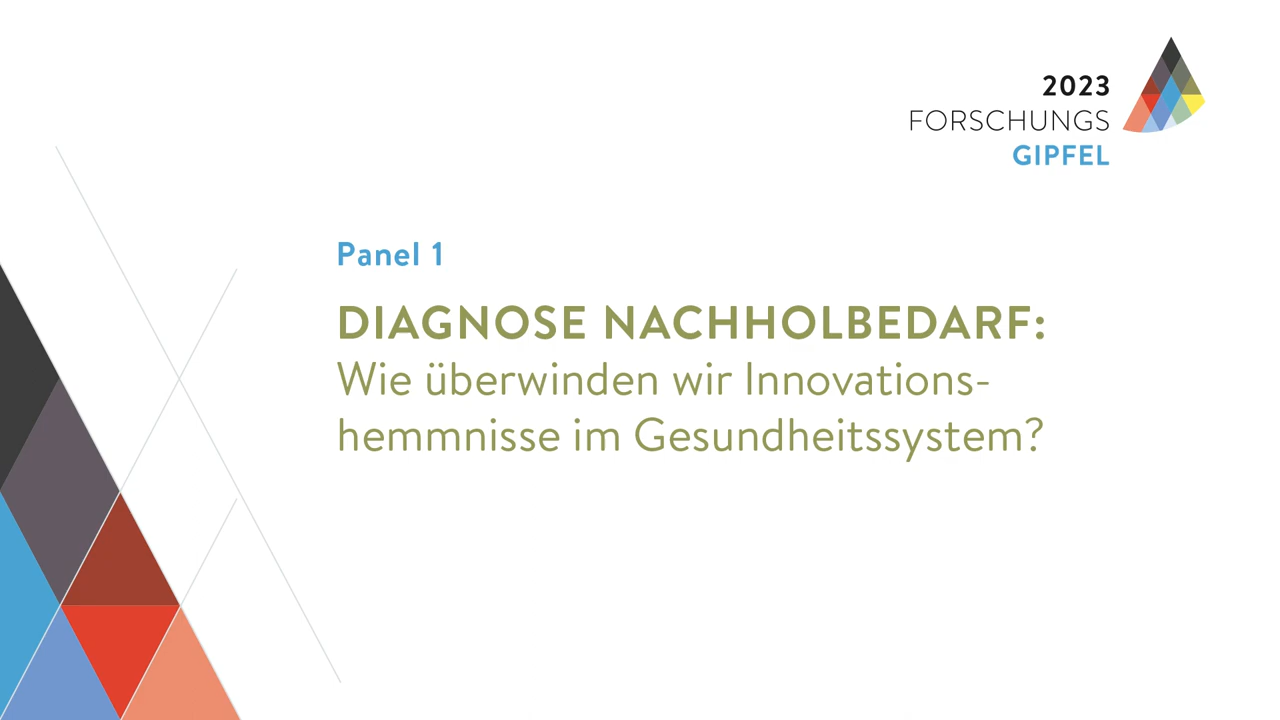 2023
FORSCHUNGS
GIPFEL
Panel 1
DIAGNOSE NACHHOLBEDARF:
Wie überwinden wir Innovations-
hemmnisse im Gesundheitssystem?